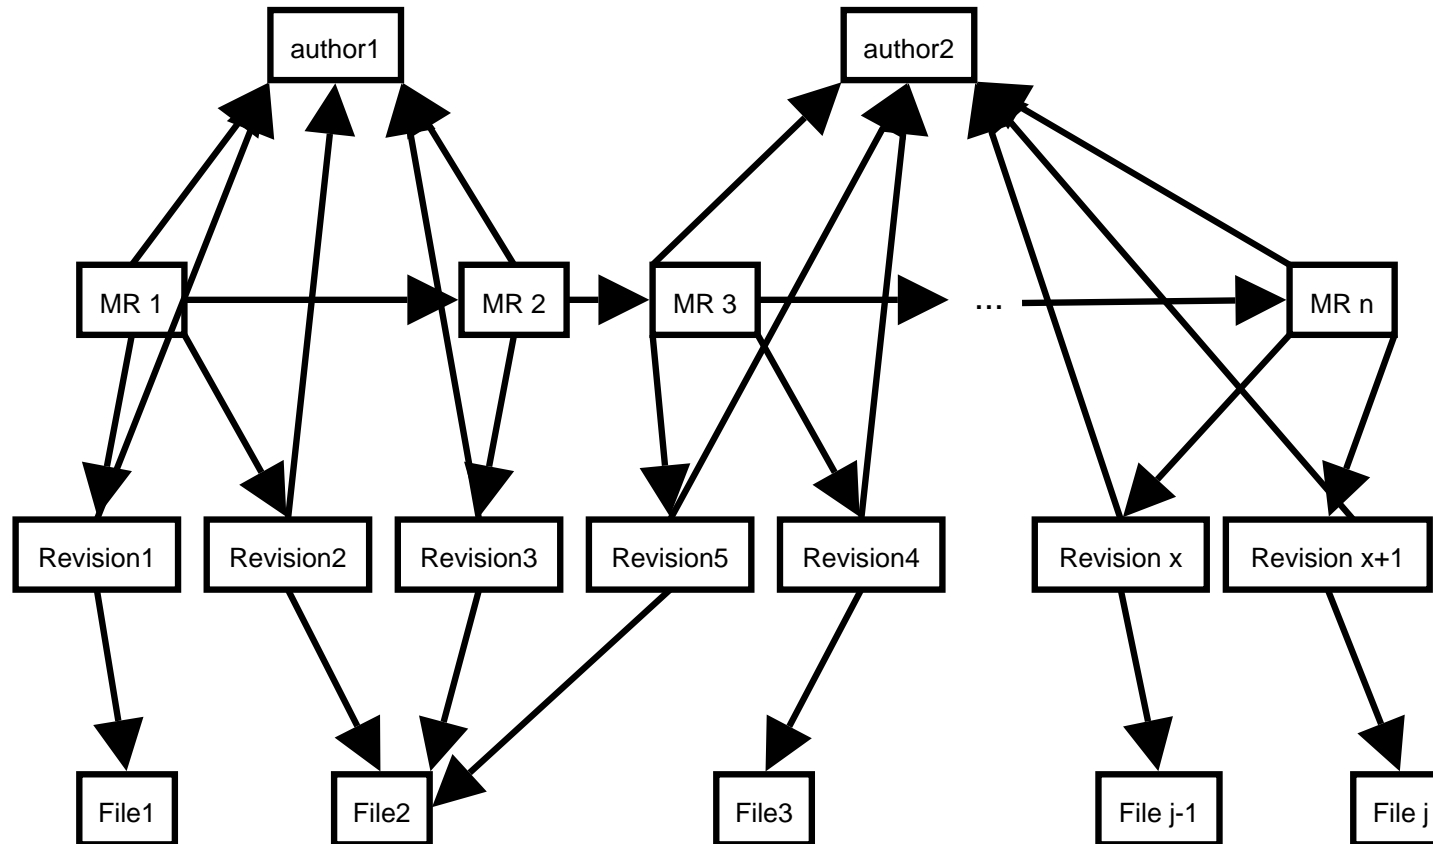 author1
author2
MR 1
MR 2
MR 3
...
MR n
Revision1
Revision2
Revision3
Revision5
Revision4
Revision x
Revision x+1
File1
File2
File3
File j-1
File j